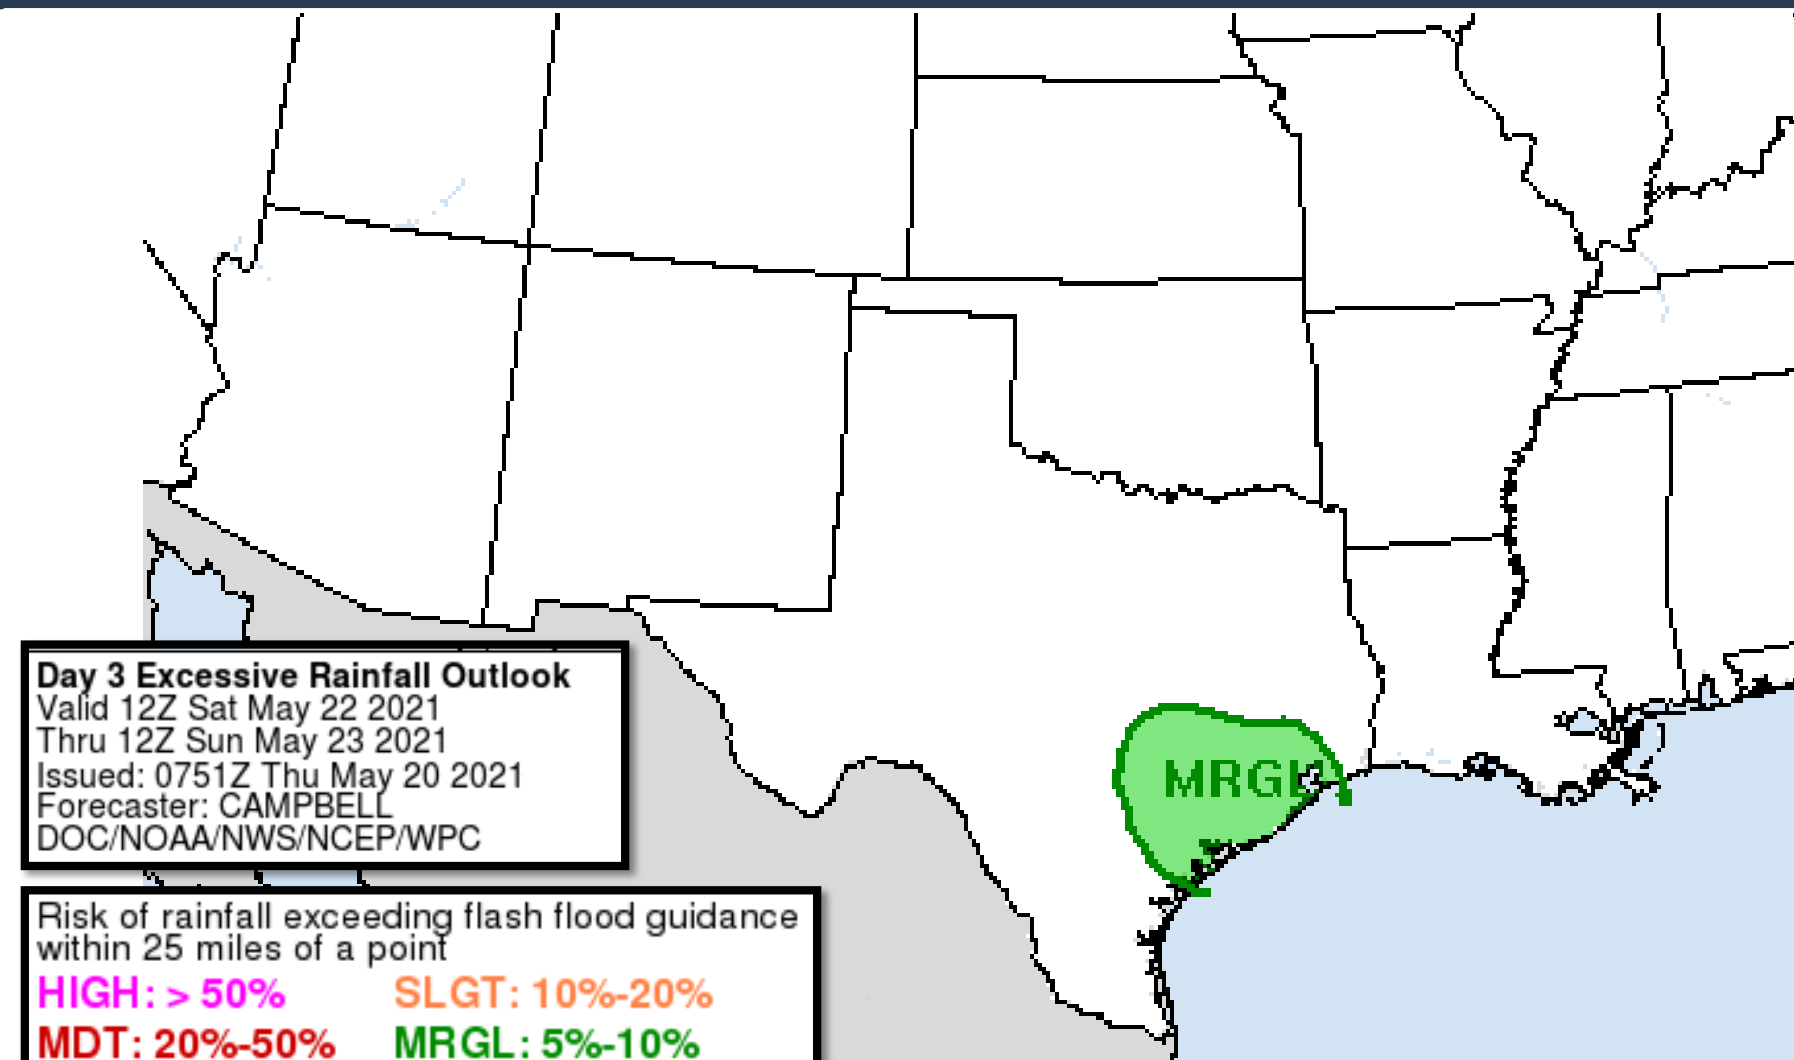 MRGL
Day 3 Excessive Rainfall Outlook
Valid 12Z Sat May 22 2021
Thru 12Z Sun May 23 2021
Issued: 0751Z Thu May 20 2021
Forecaster: CAMPBELL
DOC/NOAA/NWS/NCEP/WPC
Risk of rainfall exceeding flash flood guidance
within 25 miles of a point
HIGH: > 50% SLGT: 10%-20%
MDT: 20%-50% MRGL: 5%-10%